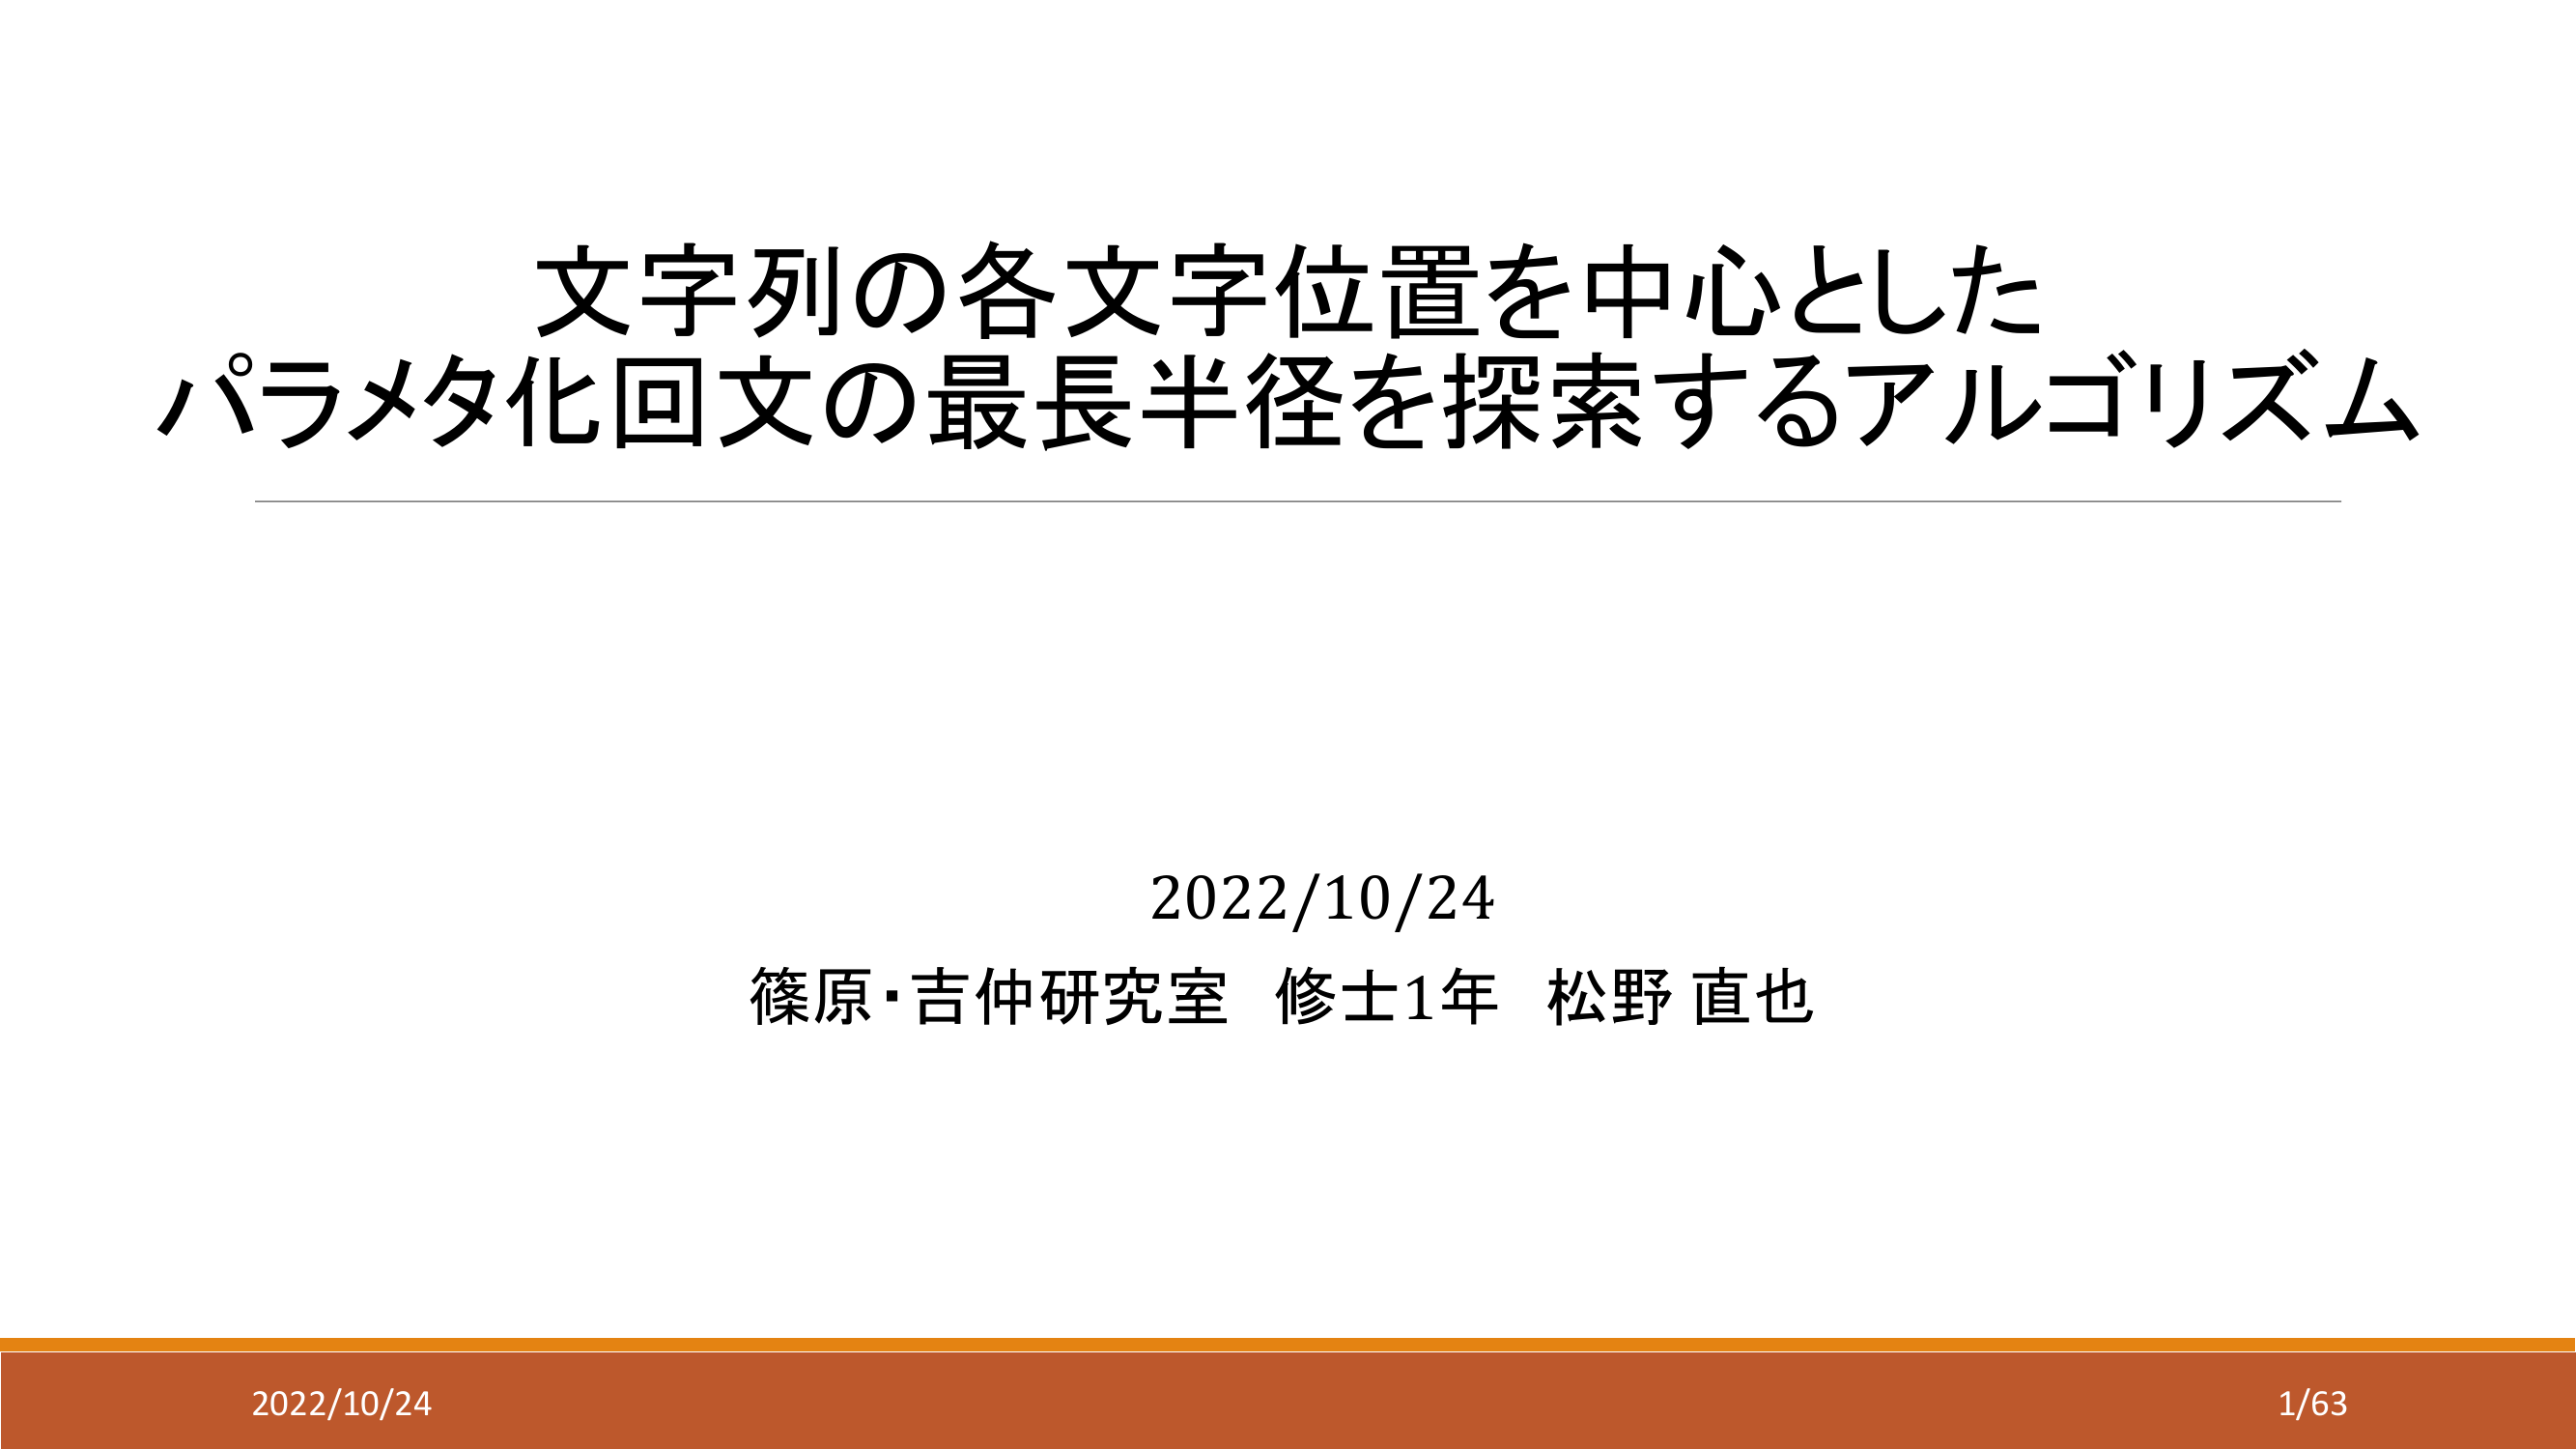 文字列の各文字位置を中心とした
パラメタ化回文の最長半径を探索するアルゴリズム
2022/10/24
篠原・吉仲研究室　修士1年　松野 直也
2022/10/24
1/63